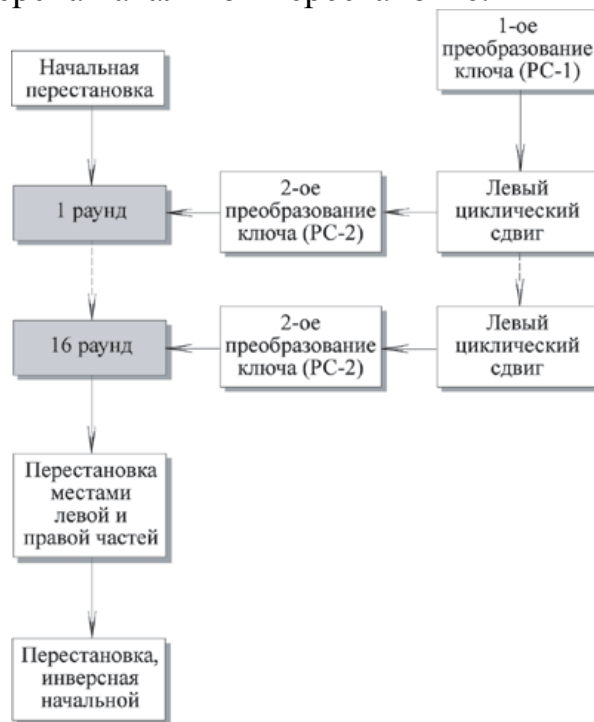 1-ое
преобразование
ключа (PC-1)
Начальная
перестановка
1 раунд
2-ое
преобразование
ключа (PC-2)
Левый
циклический
сдвиг
16 раунд
2-ое
преобразование
ключа (PC-2)
Левый
циклический
сдвиг
Перестановка
местами
левой и
правой частей
Перестановка,
инверсная
начальной